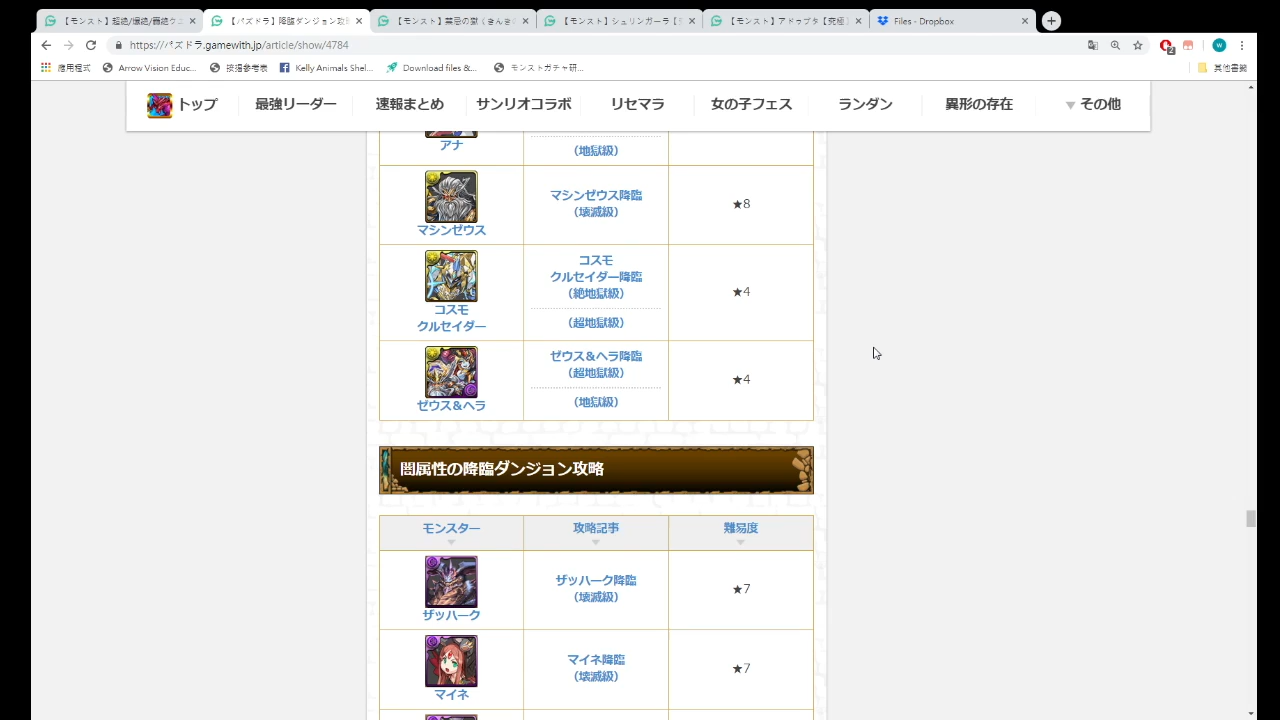 【モンスト】超絶/爆絶/轟絶クエ
【パズドラ】降臨ダンジョン攻略
【モンスト】禁忌の獄（きんきの
【モンスト】シュリンガーラ【
【モンスト】アドゥブタ【究極】
Files - Dropbox
https://パズドラ.gamewith.jp/article/show/4784
應用程式
Arrow Vision Educ...
Kelly Animals Shel...
Download files &...
モンストガチャ研...
其他書籤
トップ
最強リーダー
速報まとめ
サンリオコラボ
リセマラ
女の子フェス
ランダン
異形の存在
その他
アナ
（地獄級）
マシンゼウス
マシンゼウス降臨
（壊滅級）
★8
コスモ
クルセイダー
コスモ
クルセイダー降臨
（絶地獄級）
（超地獄級）
★4
ゼウス&ヘラ
ゼウス&ヘラ降臨
（超地獄級）
（地獄級）
★4
闇属性の降臨ダンジョン攻略
モンスター
攻略記事
難易度
ザッハーク
ザッハーク降臨
（壊滅級）
★7
マイネ
マイネ降臨
（壊滅級）
★7